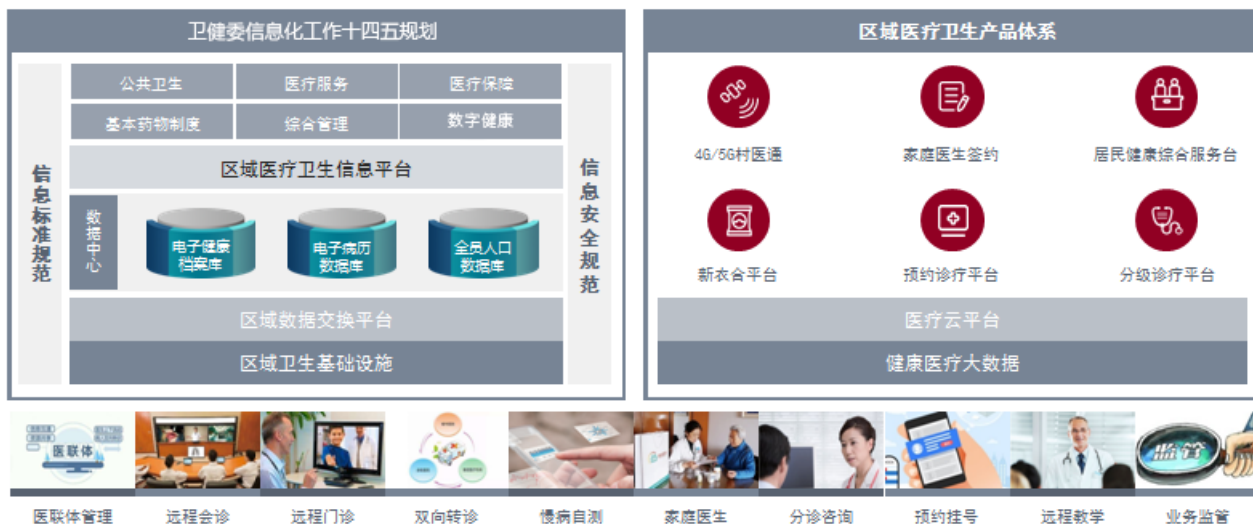 卫健委信息化工作十四五规划
信息标准规范
公共卫生
医疗服务
医疗保障
基本药物制度
综合管理
数字健康
区域医疗卫生信息平台
数据中心
电子健康
档案库
电子病历
数据库
全员人口
数据库
区域数据交换平台
区域卫生基础设施
信息安全规范
区域医疗卫生产品体系
4G/5G村医通
家庭医生签约
居民健康综合服务台
新衣合平台
预约诊疗平台
分级诊疗平台
医疗云平台
健康医疗大数据
医联体
监管
医联体管理
远程会诊
远程门诊
双向转诊
慢病自测
家庭医生
分诊咨询
预约挂号
远程教学
业务监管